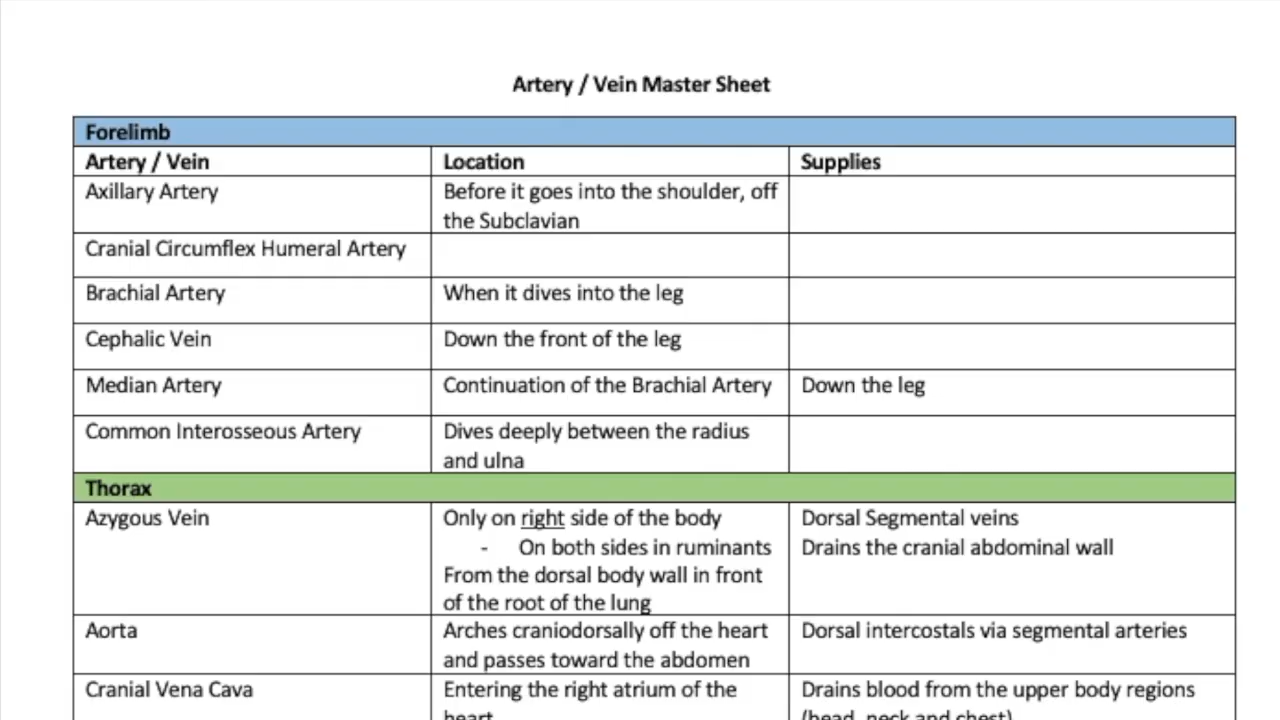 Artery / Vein Master Sheet
Forelimb
Artery / Vein Location Supplies
Axillary Artery Before it goes into the shoulder, off
the Subclavian
Cranial Circumflex Humeral Artery
Brachial Artery When it dives into the leg
Cephalic Vein Down the front of the leg
Median Artery Continuation of the Brachial Artery Down the leg
Common Interosseous Artery Dives deeply between the radius
and ulna
Thorax
Azygous Vein Only on right side of the body Dorsal Segmental veins
- On both sides in ruminants Drains the cranial abdominal wall
From the dorsal body wall in front
of the root of the lung
Aorta Arches craniodorsally off the heart Dorsal intercostals via segmental arteries
and passes toward the abdomen
Cranial Vena Cava Entering the right atrium of the Drains blood from the upper body regions
heart (head, neck and chest)